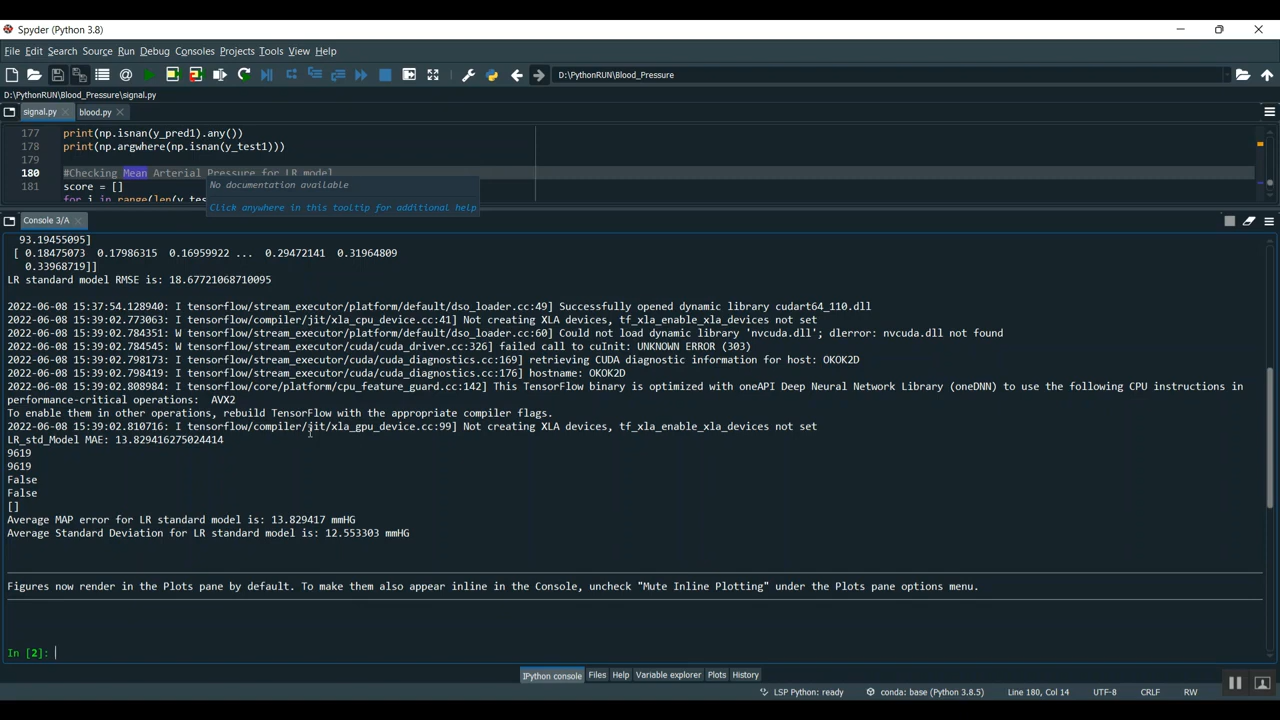 Spyder (Python 3.8)
File Edit Search Source Run Debug Consoles Projects Tools View Help
D:\PythonRUN\Blood_Pressure
D:\PythonRUN\Blood_Pressure\signal.py
signal.py blood.py
177 print(np.isnan(y_pred1).any())
178 print(np.argwhere(np.isnan(y_test1)))
179
180 #Checking Mean Arterial Pressure for LR model
181 score = []
for i in range(len(y_tes
No documentation available
Click anywhere in this tooltip for additional help
Console 3/A
93.19455095]
[ 0.18475073 0.17986315 0.16959922 ... 0.29472141 0.31964809
0.33968719]]
LR standard model RMSE is: 18.67721068710095
2022-06-08 15:37:54.128940: I tensorflow/stream_executor/platform/default/dso_loader.cc:49] Successfully opened dynamic library cudart64_110.dll
2022-06-08 15:39:02.773063: I tensorflow/compiler/jit/xla_cpu_device.cc:41] Not creating XLA devices, tf_xla_enable_xla_devices not set
2022-06-08 15:39:02.784351: W tensorflow/stream_executor/platform/default/dso_loader.cc:60] Could not load dynamic library 'nvcuda.dll'; dlerror: nvcuda.dll not found
2022-06-08 15:39:02.784545: W tensorflow/stream_executor/cuda/cuda_driver.cc:326] failed call to cuInit: UNKNOWN ERROR (303)
2022-06-08 15:39:02.798173: I tensorflow/stream_executor/cuda/cuda_diagnostics.cc:169] retrieving CUDA diagnostic information for host: OKOK2D
2022-06-08 15:39:02.798419: I tensorflow/stream_executor/cuda/cuda_diagnostics.cc:176] hostname: OKOK2D
2022-06-08 15:39:02.808984: I tensorflow/core/platform/cpu_feature_guard.cc:142] This TensorFlow binary is optimized with oneAPI Deep Neural Network Library (oneDNN) to use the following CPU instructions in
performance-critical operations: AVX2
To enable them in other operations, rebuild TensorFlow with the appropriate compiler flags.
2022-06-08 15:39:02.810716: I tensorflow/compiler/jit/xla_gpu_device.cc:99] Not creating XLA devices, tf_xla_enable_xla_devices not set
LR_std_Model MAE: 13.829416275024414
9619
9619
False
False
[]
Average MAP error for LR standard model is: 13.829417 mmHG
Average Standard Deviation for LR standard model is: 12.553303 mmHG
Figures now render in the Plots pane by default. To make them also appear inline in the Console, uncheck "Mute Inline Plotting" under the Plots pane options menu.
In [2]:
IPython console Files Help Variable explorer Plots History
LSP Python: ready conda: base (Python 3.8.5) Line 180, Col 14 UTF-8 CRLF RW